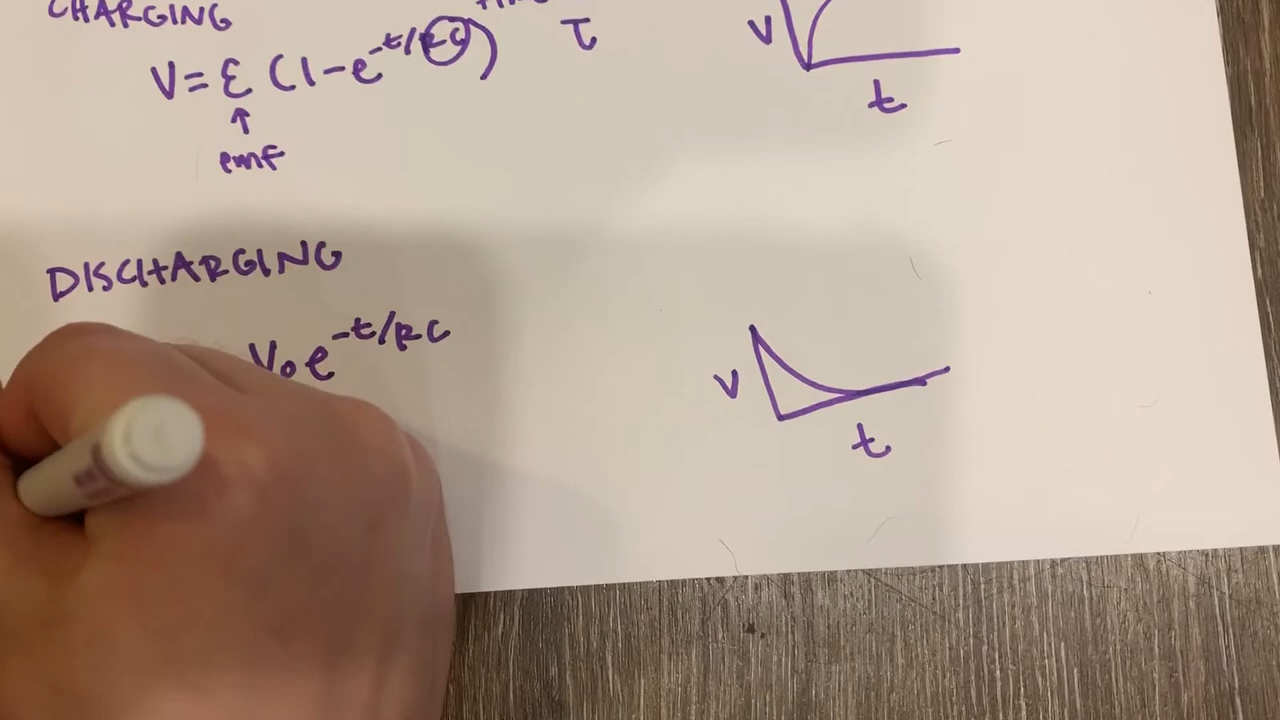 CHARGING
τ
V = ε (1 - e^-t/RC)
↑
emf
V
t
DISCHARGING
V₀e^-t/RC
V
t